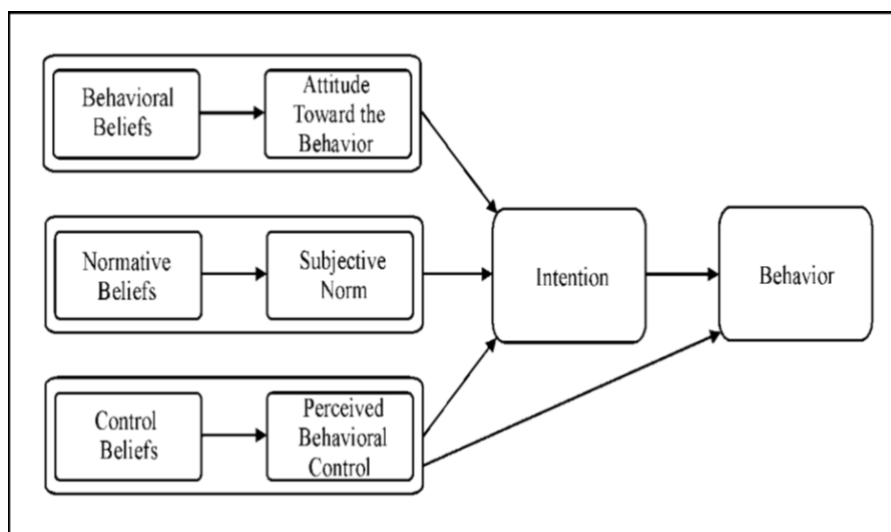 Behavioral
Beliefs
Attitude
Toward the
Behavior
Normative
Beliefs
Subjective
Norm
Control
Beliefs
Perceived
Behavioral
Control
Intention
Behavior